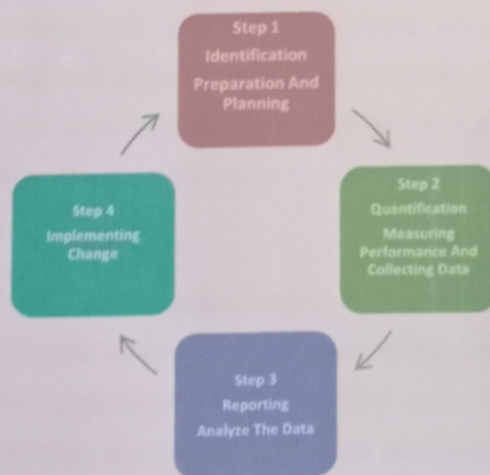 Step 1
Identification
Preparation And
Planning
Step 2
Quantification
Measuring
Performance And
Collecting Data
Step 3
Reporting
Analyze The Data
Step 4
Implementing
Change